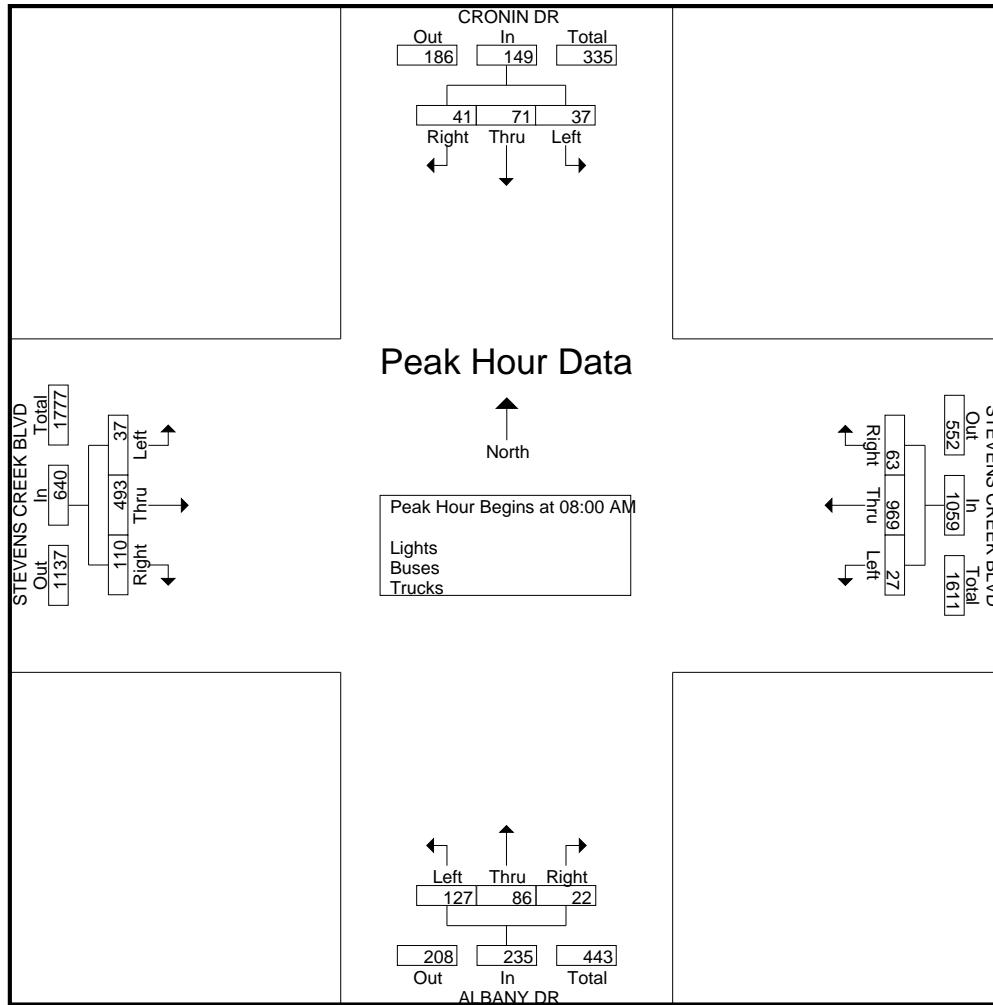 CRONIN DR
Out In Total
186 149 335
41 71 37
Right Thru Left
Peak Hour Data
North
Peak Hour Begins at 08:00 AM
Lights
Buses
Trucks
STEVENS CREEK BLVD
Total In Out
1777 640 1137
37 493 110
Left Thru Right
STEVENS CREEK BLVD
Out In Total
552 1059 1611
63 969 27
Right Thru Left
Left Thru Right
127 86 22
208 235 443
Out In Total
ALBANY DR